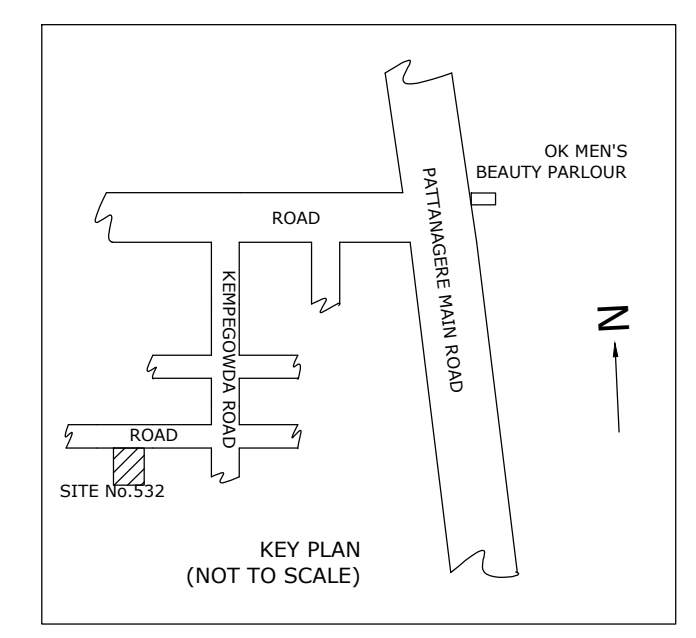 OK MEN'S
BEAUTY PARLOUR
ROAD
PATTANAGERE MAIN ROAD
KEMPEGOWDA ROAD
N
ROAD
SITE No.532
KEY PLAN
(NOT TO SCALE)